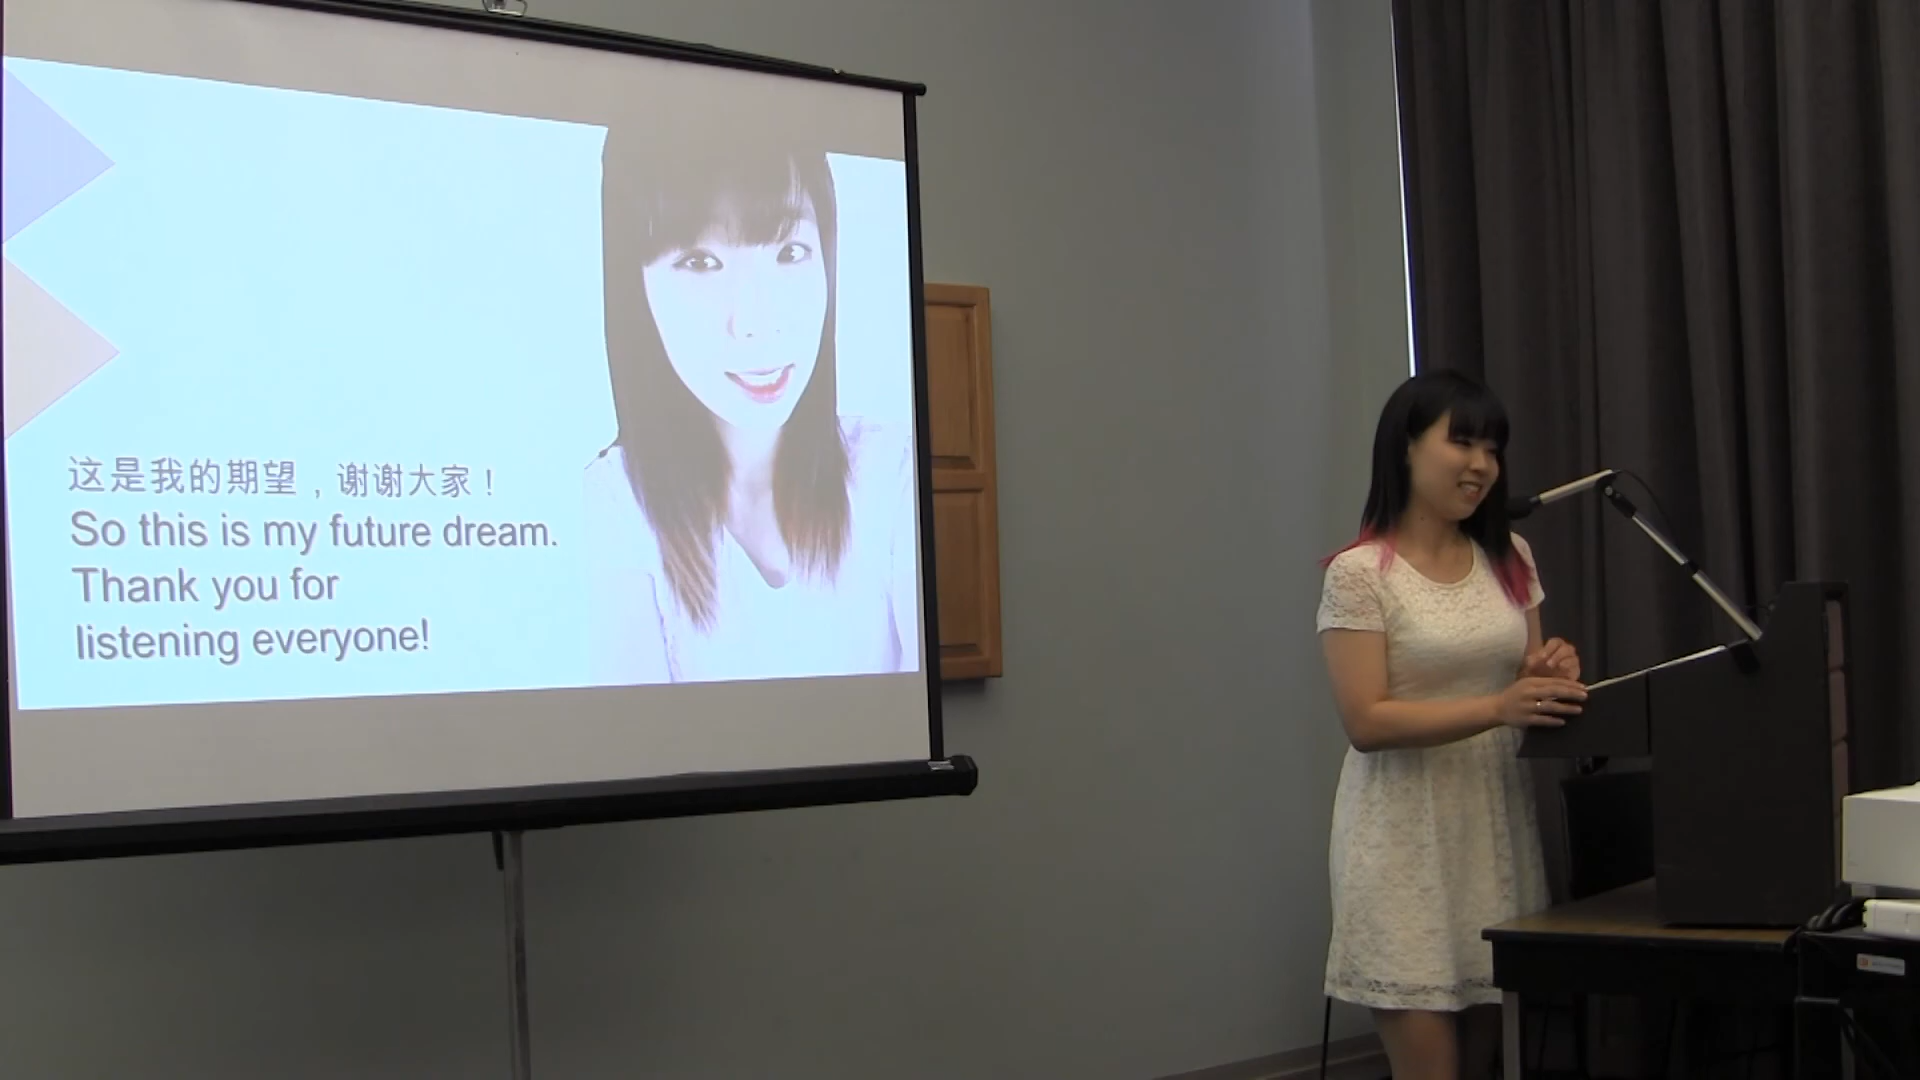 这是我的期望，谢谢大家！
So this is my future dream.
Thank you for
listening everyone!